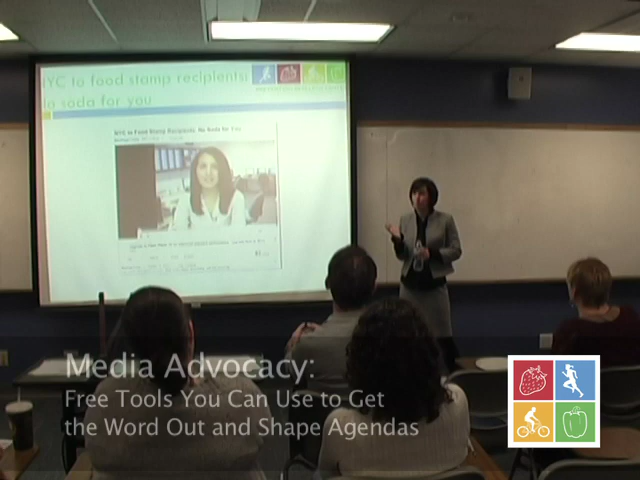 NYC to food stamp recipients:
No soda for you
NYC to Food Stamp Recipients: No Soda for You
Media Advocacy:
Free Tools You Can Use to Get
the Word Out and Shape Agendas